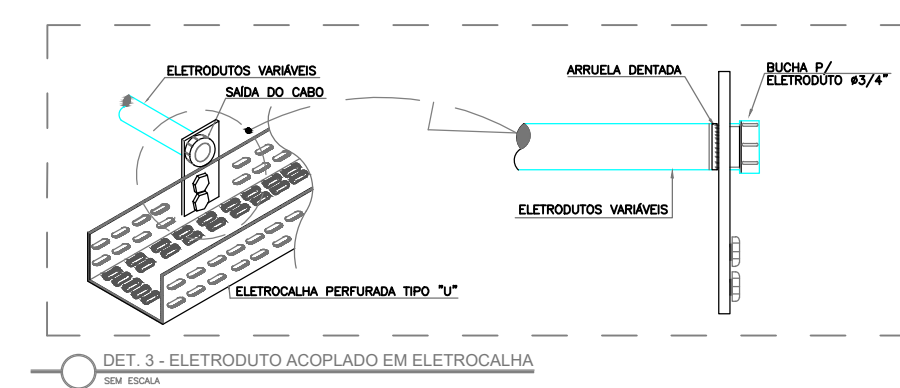 ELETRODUTOS VARIÁVEIS
SAÍDA DO CABO
ELETROCALHA PERFURADA TIPO "U"
ARRUELA DENTADA
BUCHA P/
ELETRODUTO ø3/4"
ELETRODUTOS VARIÁVEIS
DET. 3 - ELETRODUTO ACOPLADO EM ELETROCALHA
SEM ESCALA